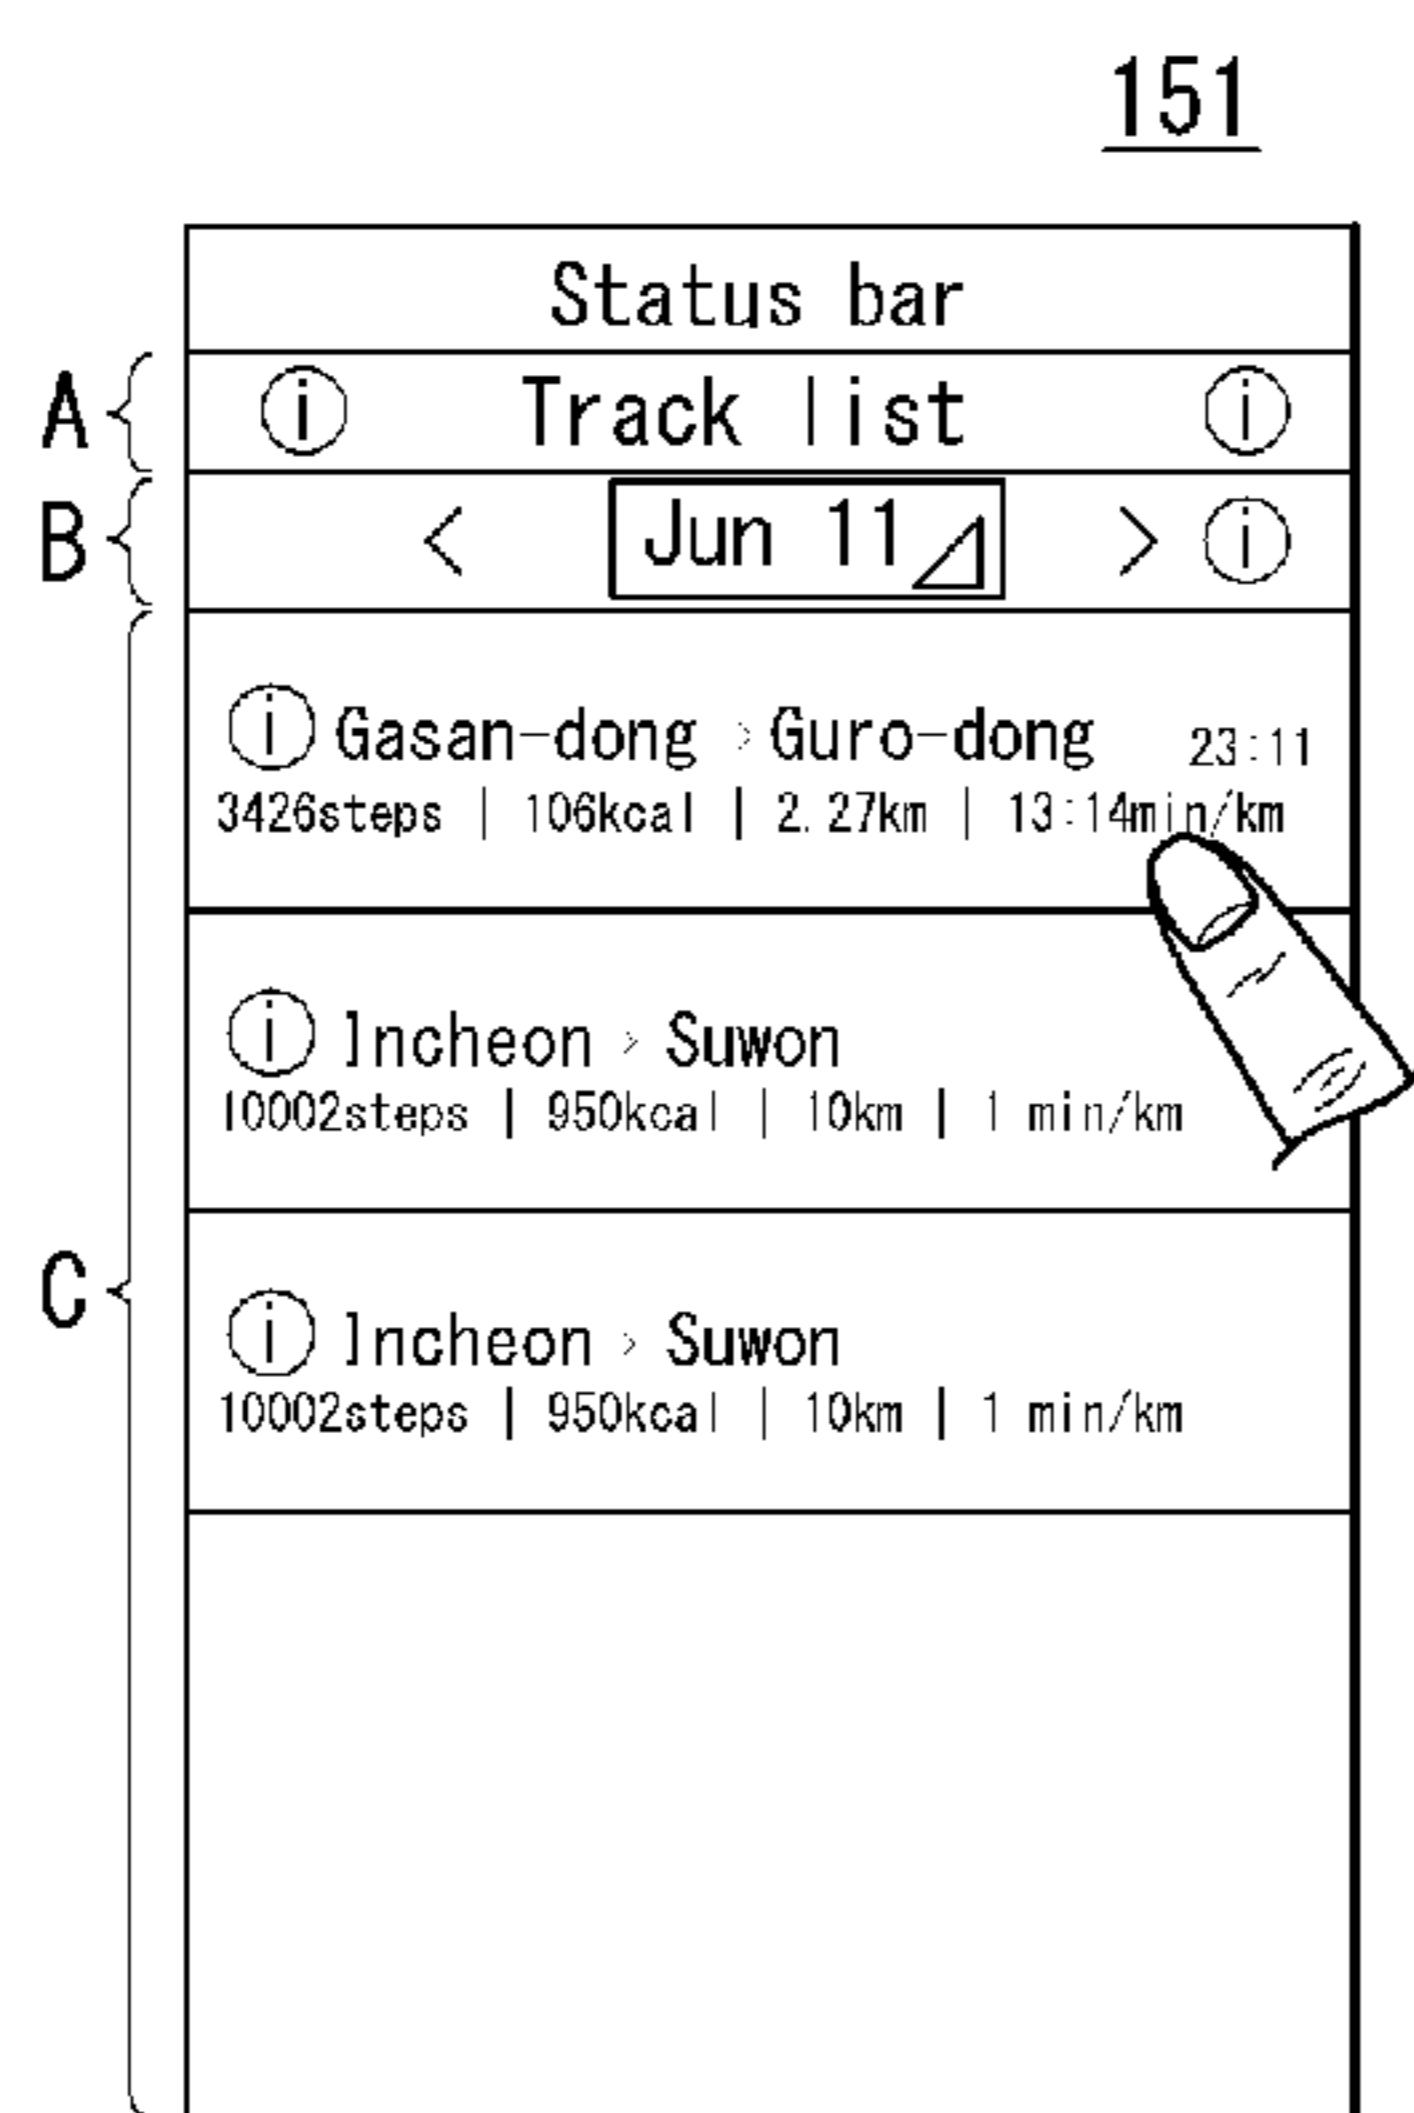 151
Status bar
A
i Track list i
B
< Jun 11 > i
i Gasan-dong > Guro-dong 23:11
3426steps | 106kcal | 2.27km | 13:14min/km
i Incheon > Suwon
10002steps | 950kcal | 10km | 1 min/km
C
i Incheon > Suwon
10002steps | 950kcal | 10km | 1 min/km